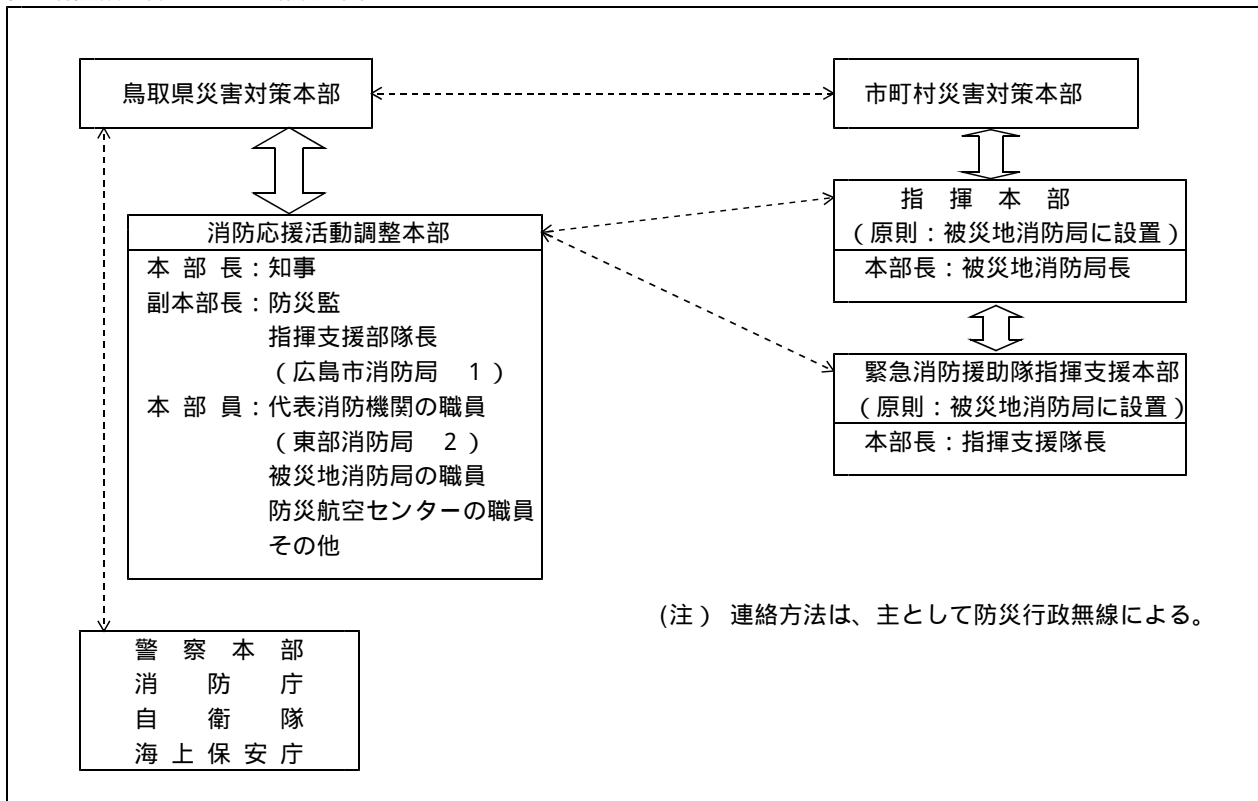 鳥取県災害対策本部
市町村災害対策本部
消防応援活動調整本部
本 部 長：知事
副本部長：防災監
指揮支援部隊長
（広島市消防局　1）
本 部 員：代表消防機関の職員
（東部消防局　2）
被災地消防局の職員
防災航空センターの職員
その他
指 揮 本 部
（原則：被災地消防局に設置）
本部長：被災地消防局長
緊急消防援助隊指揮支援本部
（原則：被災地消防局に設置）
本部長：指揮支援隊長
(注） 連絡方法は、主として防災行政無線による。
警 察 本 部
消 防 庁
自 衛 隊
海 上 保 安 庁